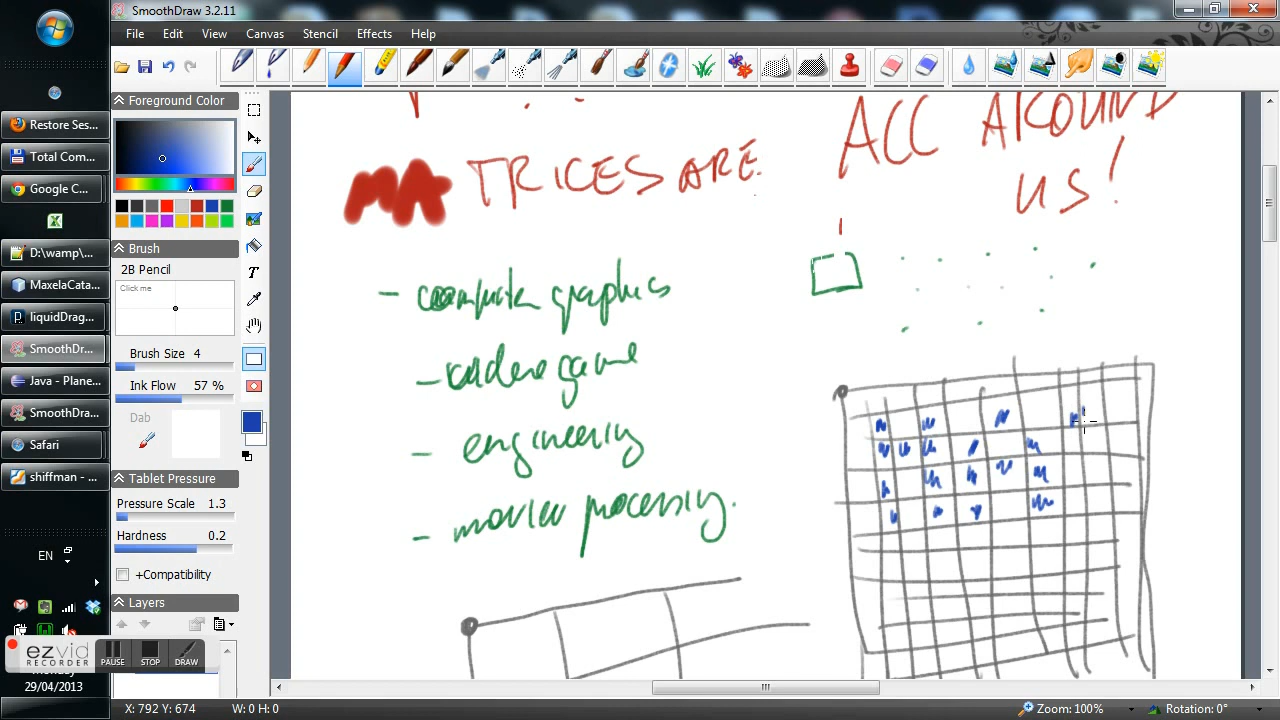 SmoothDraw 3.2.11
File Edit View Canvas Stencil Effects Help
Foreground Color
Restore Ses...
Total Com...
Google C...
D:\wamp\...
MaxelaCata...
liquidDrag...
SmoothDr...
Java - Plane...
SmoothDra...
Safari
shiffman - ...
Brush
2B Pencil
Click me
Brush Size 4
Ink Flow 57 %
Dab
Tablet Pressure
Pressure Scale 1.3
Hardness 0.2
+Compatibility
Layers
EN
ezvid
RECORDER
PAUSE STOP DRAW
29/04/2013
X: 792 Y: 674 W: 0 H: 0
Zoom: 100%
Rotation: 0°
MATRICES ARE
ALL AROUND
US!
- computer graphics
- video game
- engineering
- movies processing.